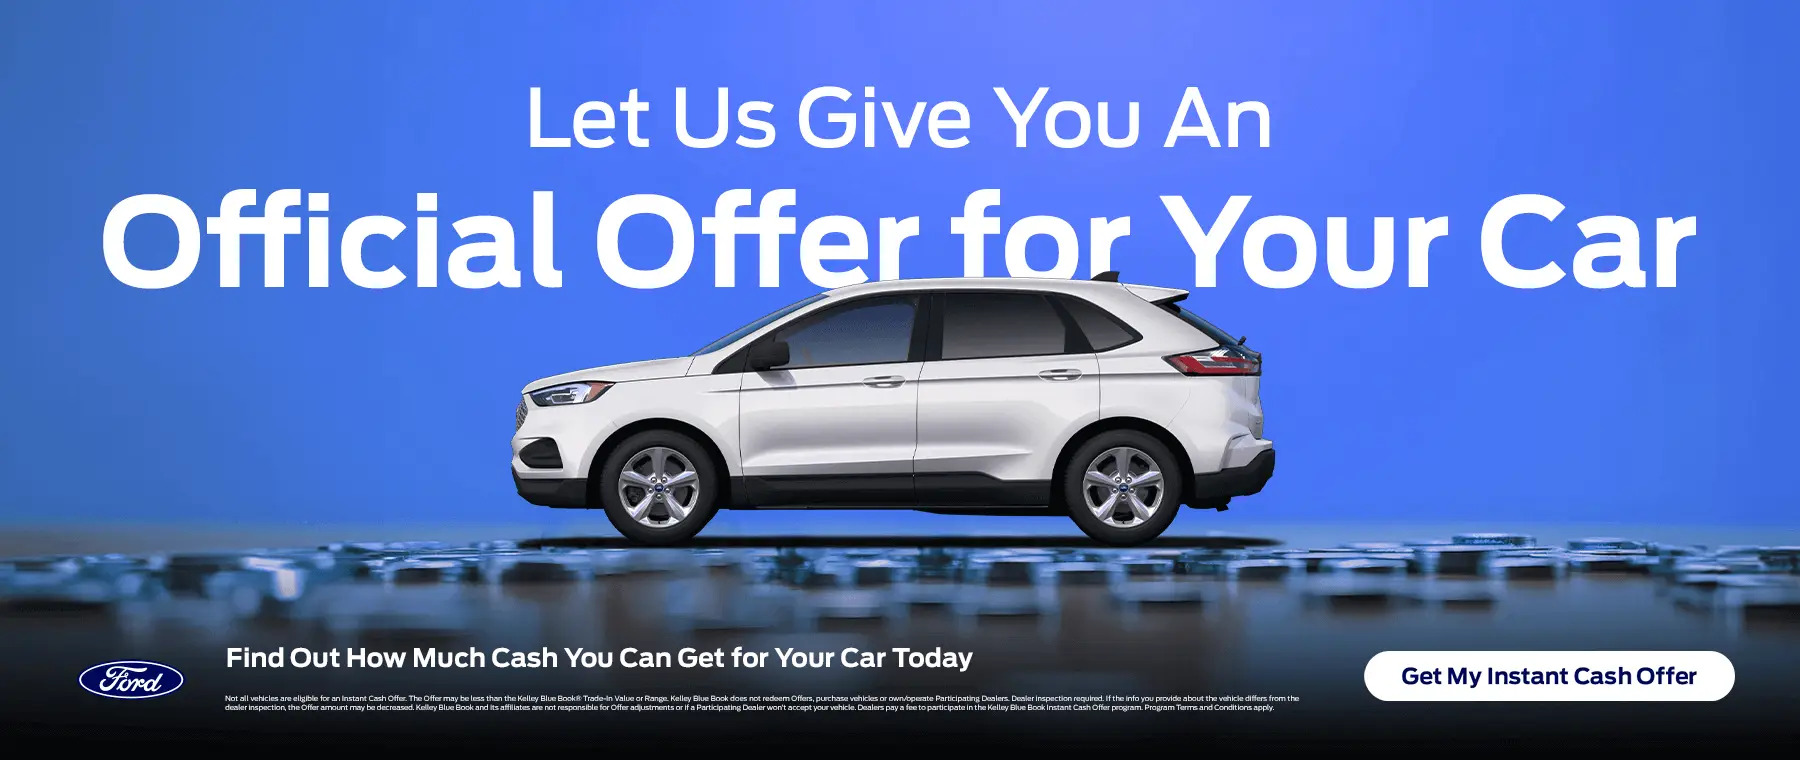 Let Us Give You An
Official Offer for Your Car
Find Out How Much Cash You Can Get for Your Car Today
Ford
Get My Instant Cash Offer
Not all vehicles are eligible for an Instant Cash Offer. The Offer may be less than the Kelley Blue Book® Trade-In Value or Range. Kelley Blue Book does not redeem Offers, purchase vehicles or own/operate Participating Dealers. Dealer inspection required. If the info you provide about the vehicle differs from the
dealer inspection, the Offer amount may be decreased. Kelley Blue Book and Its affiliates are not responsible for Offer adjustments or if a Participating Dealer won't accept your vehicle. Dealers pay a fee to participate in the Kelley Blue Book Instant Cash Offer program. Program Terms and Conditions apply.